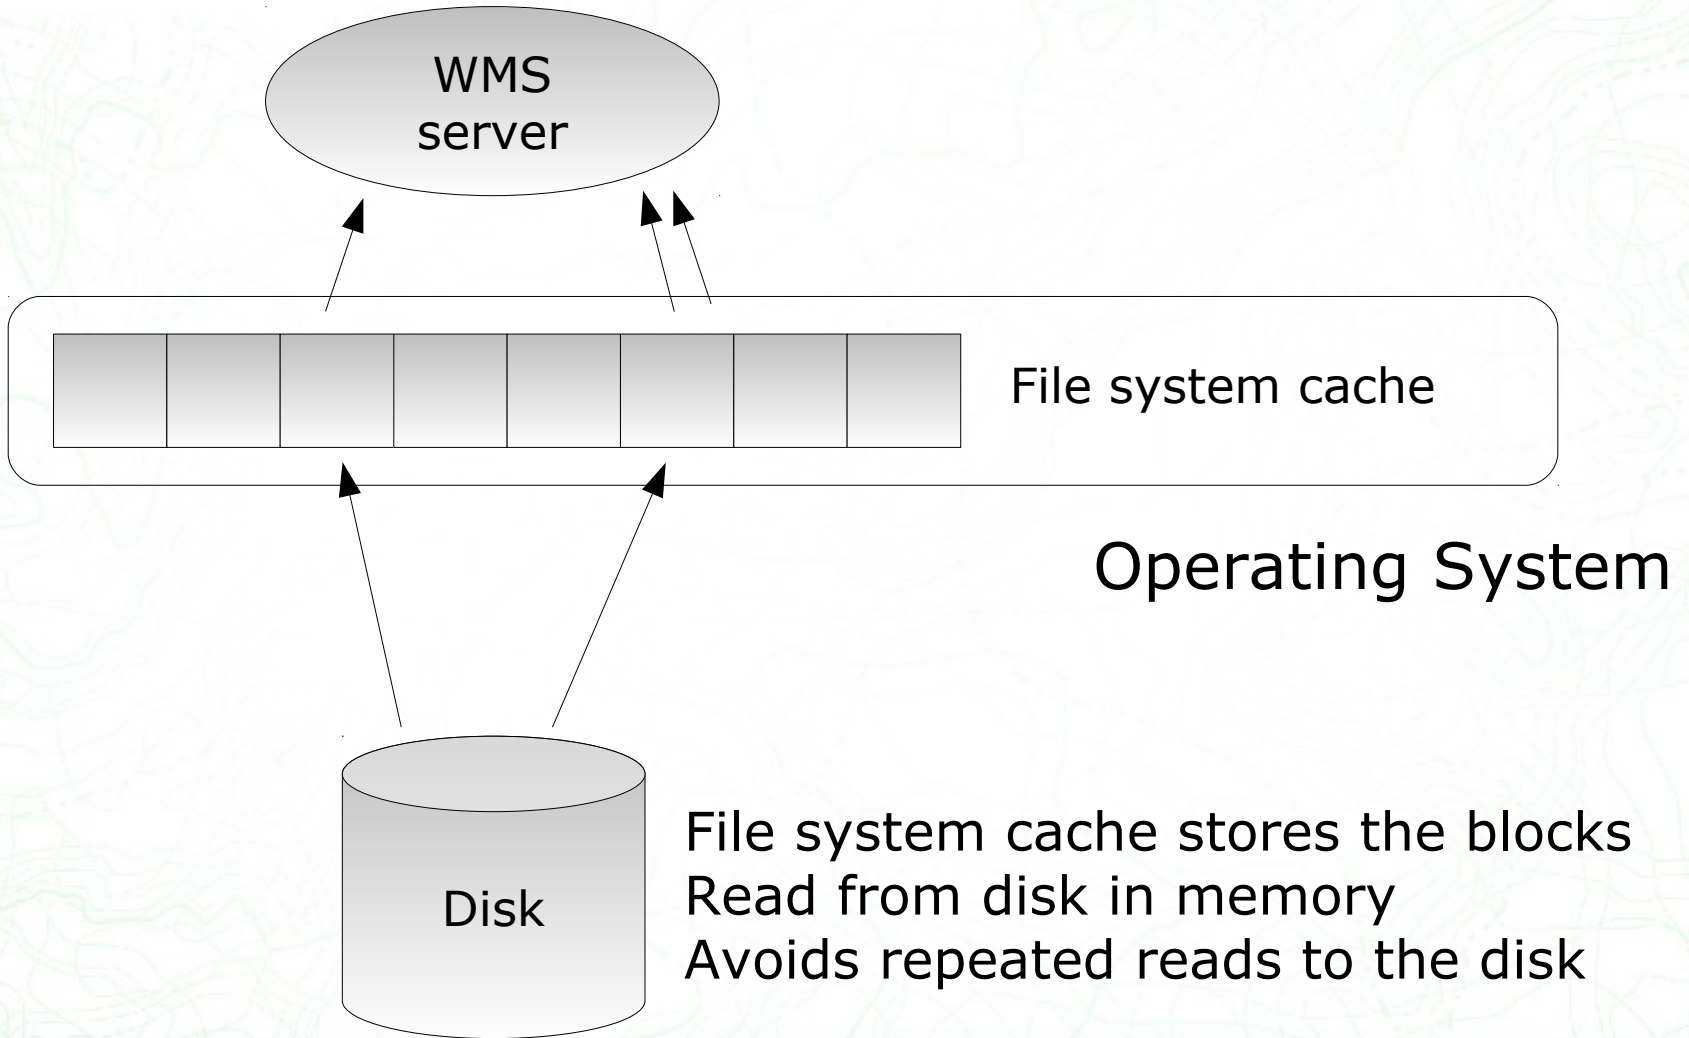 WMS
server
File system cache
Operating System
Disk
File system cache stores the blocks
Read from disk in memory
Avoids repeated reads to the disk